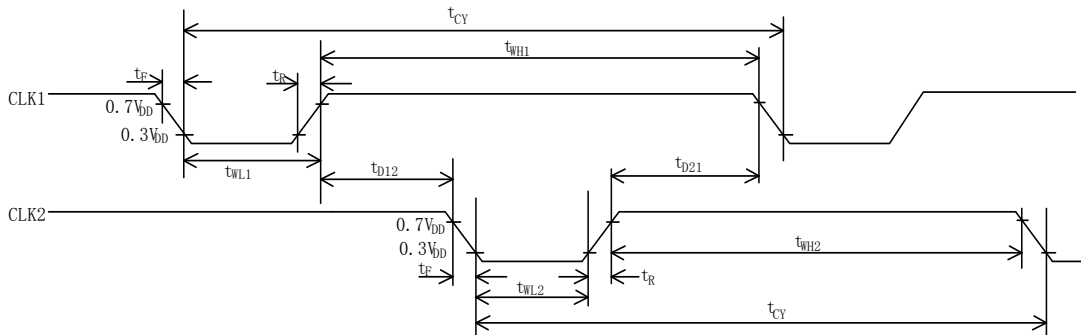 tCY
tWH1
tF
tR
CLK1
0.7VDD
0.3VDD
tWL1
tD12
tD21
CLK2
0.7VDD
0.3VDD
tWH2
tF
tR
tWL2
tCY